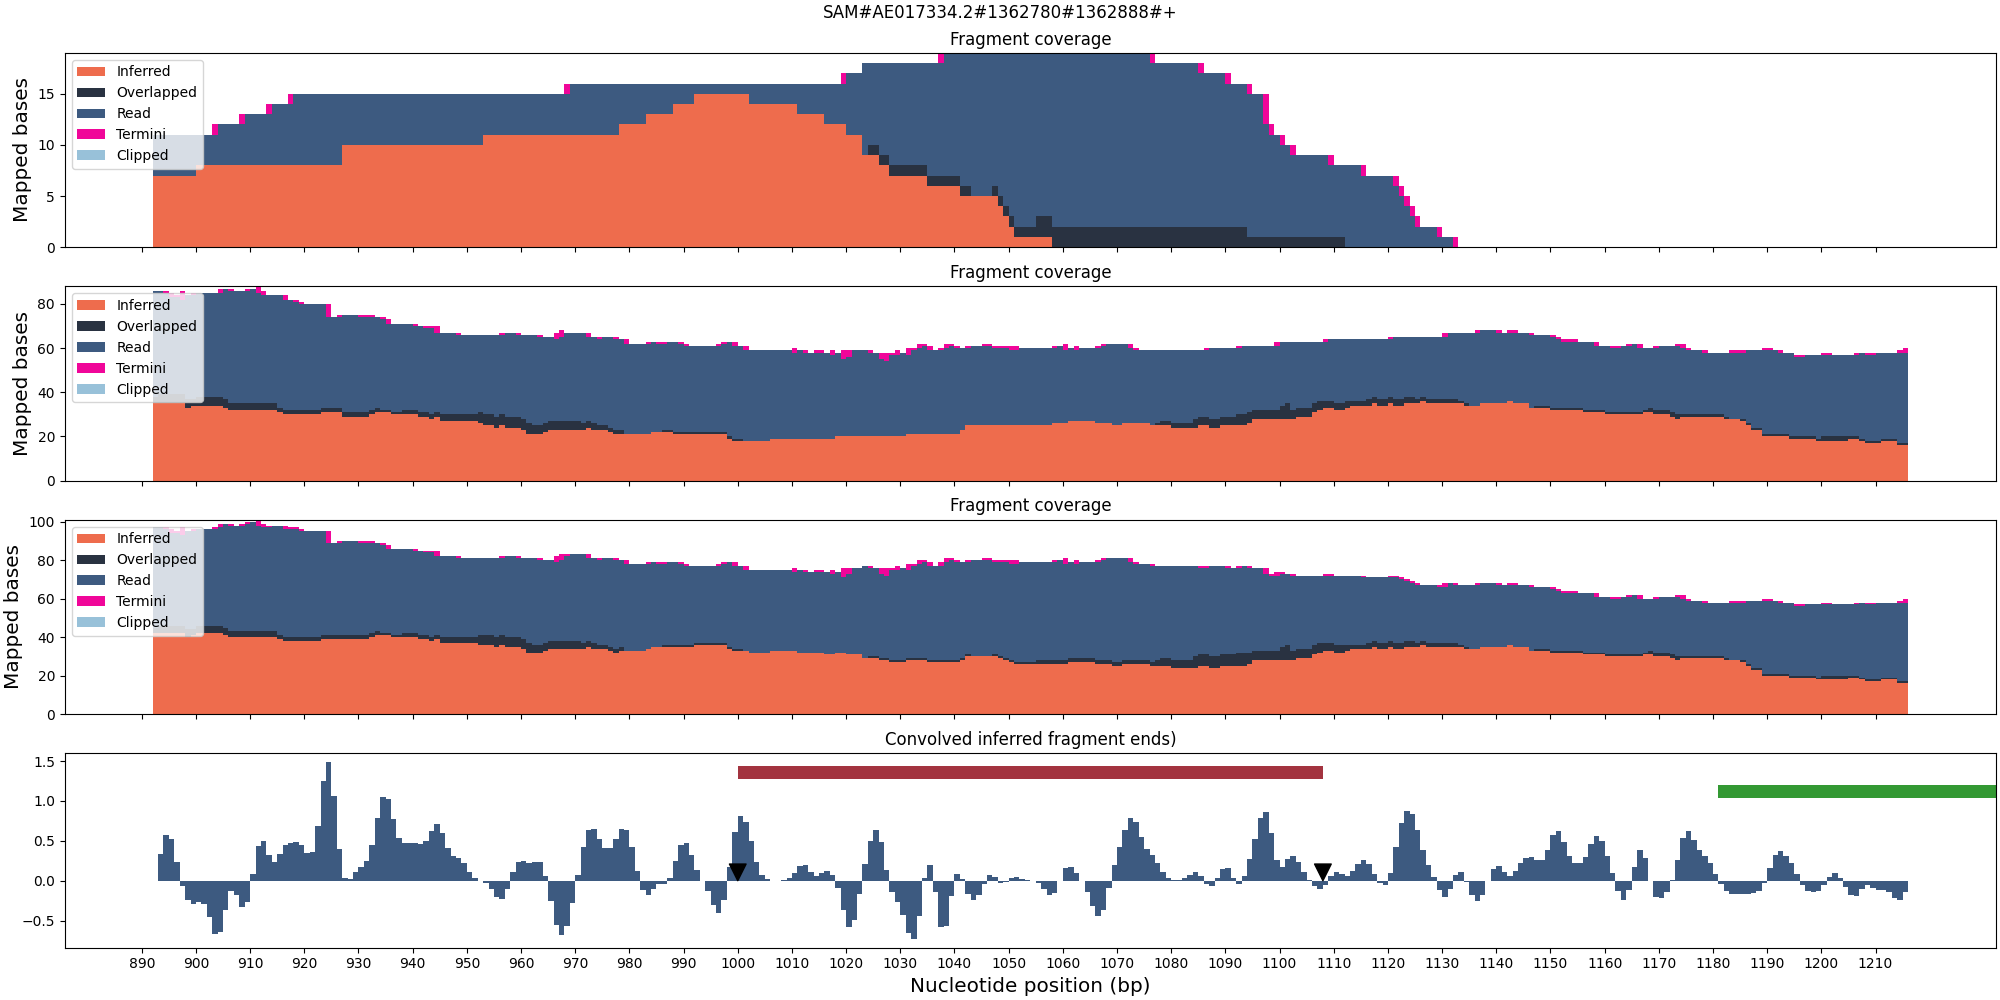 SAM#AE017334.2#1362780#1362888#+
Fragment coverage
Mapped bases
15
10
5
0
Inferred
Overlapped
Read
Termini
Clipped
Fragment coverage
Mapped bases
80
60
40
20
0
Inferred
Overlapped
Read
Termini
Clipped
Fragment coverage
Mapped bases
100
80
60
40
20
0
Inferred
Overlapped
Read
Termini
Clipped
Convolved inferred fragment ends)
1.5
1.0
0.5
0.0
−0.5
890 900 910 920 930 940 950 960 970 980 990 1000 1010 1020 1030 1040 1050 1060 1070 1080 1090 1100 1110 1120 1130 1140 1150 1160 1170 1180 1190 1200 1210
Nucleotide position (bp)